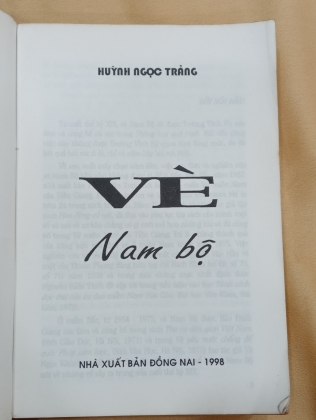 HUỲNH NGỌC TRẢNG
VÈ
Nam bộ
NHÀ XUẤT BẢN ĐỒNG NAI - 1998